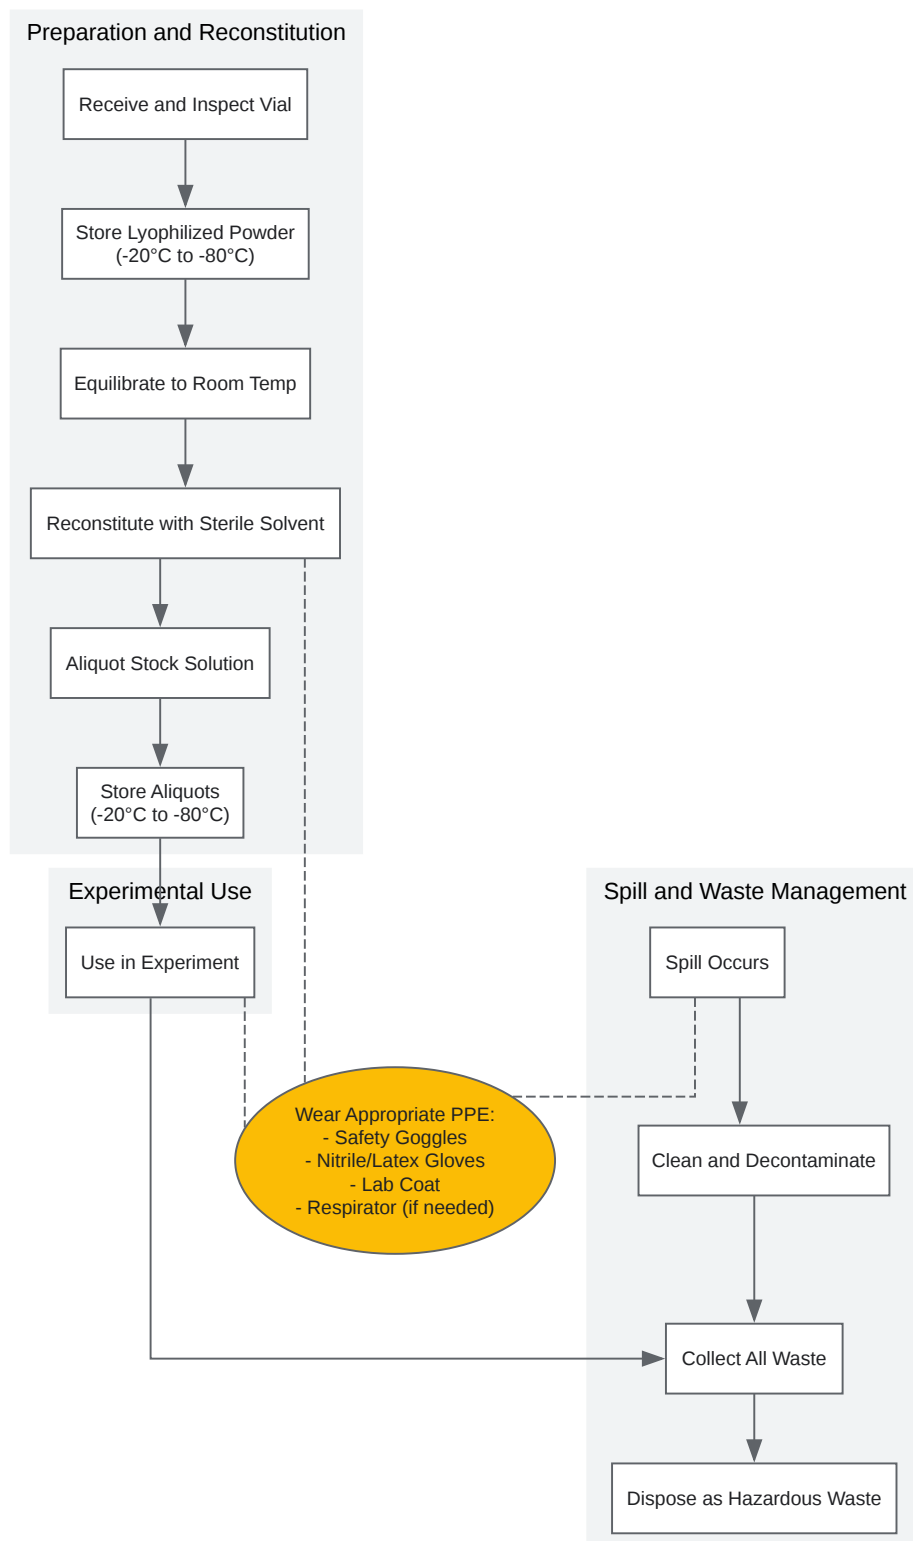 Preparation and Reconstitution
Receive and Inspect Vial
Store Lyophilized Powder
(-20°C to -80°C)
Equilibrate to Room Temp
Reconstitute with Sterile Solvent
Aliquot Stock Solution
Store Aliquots
(-20°C to -80°C)
Experimental Use
Use in Experiment
Spill and Waste Management
Spill Occurs
Wear Appropriate PPE:
- Safety Goggles
- Nitrile/Latex Gloves
- Lab Coat
- Respirator (if needed)
Clean and Decontaminate
Collect All Waste
Dispose as Hazardous Waste